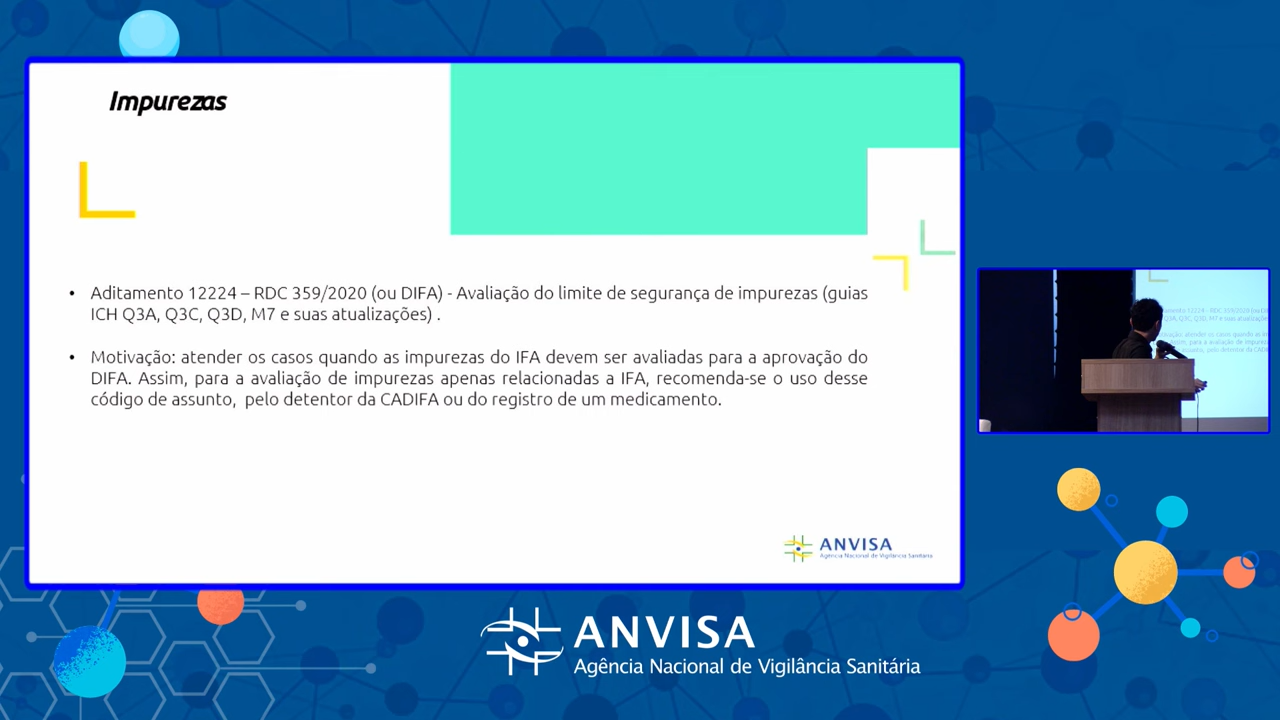 Impurezas
• Aditamento 12224 – RDC 359/2020 (ou DIFA) - Avaliação do limite de segurança de impurezas (guias
ICH Q3A, Q3C, Q3D, M7 e suas atualizações) .
• Motivação: atender os casos quando as impurezas do IFA devem ser avaliadas para a aprovação do
DIFA. Assim, para a avaliação de impurezas apenas relacionadas a IFA, recomenda-se o uso desse
código de assunto, pelo detentor da CADIFA ou do registro de um medicamento.
ANVISA
Agência Nacional de Vigilância Sanitária
ANVISA
Agência Nacional de Vigilância Sanitária